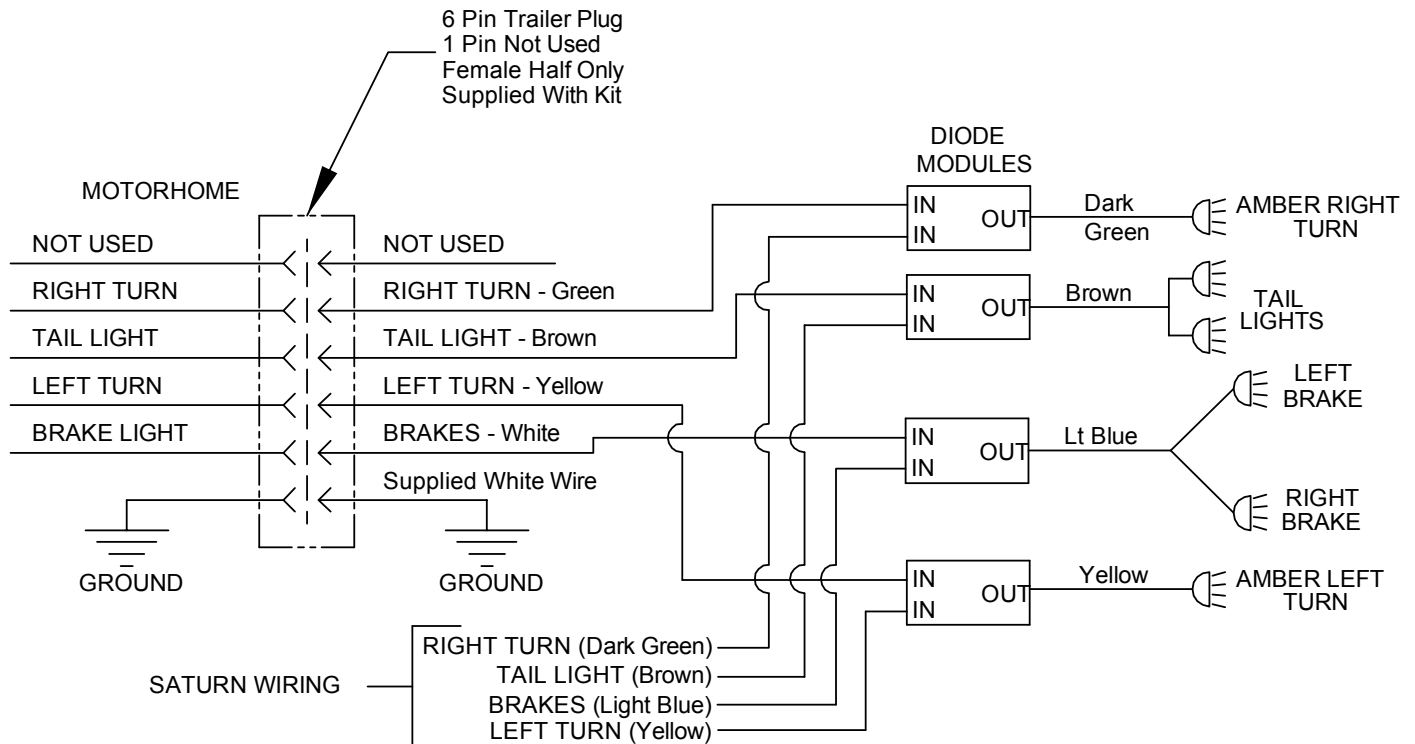 6 Pin Trailer Plug
1 Pin Not Used
Female Half Only
Supplied With Kit
MOTORHOME
NOT USED
RIGHT TURN
TAIL LIGHT
LEFT TURN
BRAKE LIGHT
GROUND
NOT USED
RIGHT TURN - Green
TAIL LIGHT - Brown
LEFT TURN - Yellow
BRAKES - White
Supplied White Wire
GROUND
DIODE
MODULES
IN
IN
OUT
Dark
Green
AMBER RIGHT
TURN
IN
IN
OUT
Brown
TAIL
LIGHTS
IN
IN
OUT
Lt Blue
LEFT
BRAKE
RIGHT
BRAKE
IN
IN
OUT
Yellow
AMBER LEFT
TURN
SATURN WIRING
RIGHT TURN (Dark Green)
TAIL LIGHT (Brown)
BRAKES (Light Blue)
LEFT TURN (Yellow)